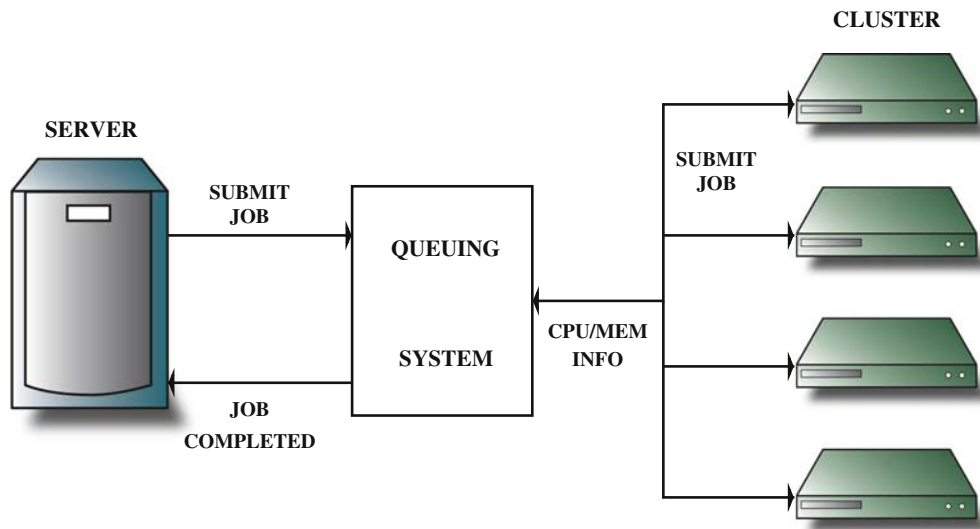 SERVER
SUBMIT
JOB
JOB
COMPLETED
QUEUING
SYSTEM
CPU/MEM
INFO
SUBMIT
JOB
CLUSTER